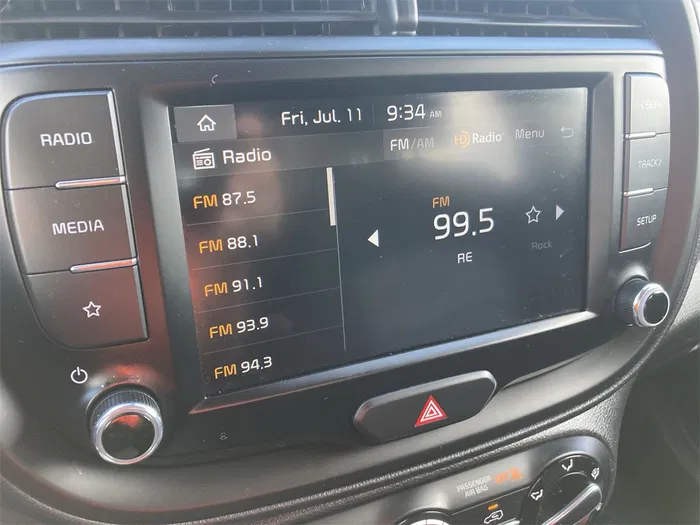 Fri, Jul. 11 9:34 AM
Radio FM/AM HD Radio Menu
FM 87.5
FM 88.1
FM 91.1
FM 93.9
FM 94.3
FM
99.5
RE
Rock
RADIO
MEDIA
TRACK
SETUP
PASSENGER
AIR BAG